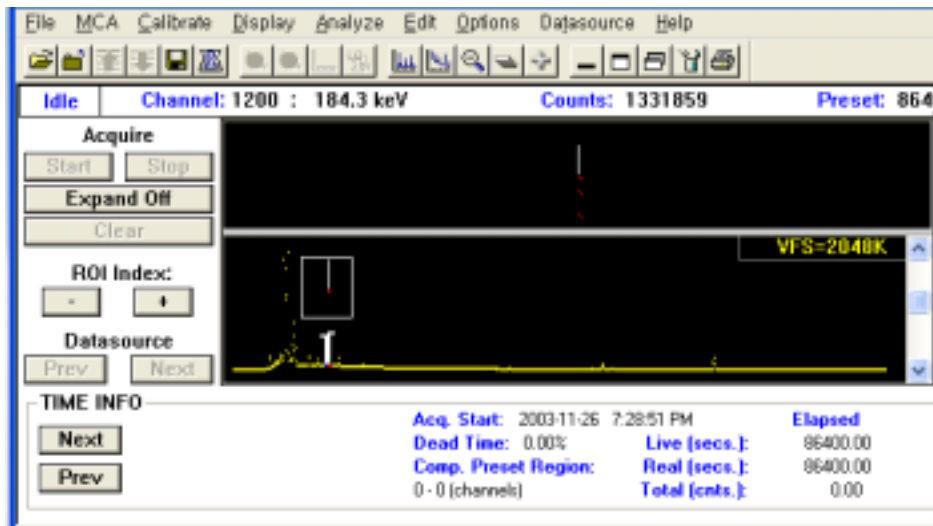 File MCA Calibrate Display Analyze Edit Options Datasource Help
Idle Channel: 1200 : 184.3 keV Counts: 1331859 Preset: 864
Acquire
Start Stop
Expand Off
Clear
VFS=2048K
ROI Index:
- +
Datasource
Prev Next
TIME INFO
Next
Prev
Acq. Start: 2003-11-26 7:28:51 PM Elapsed
Dead Time: 0.00% Live (secs.): 86400.00
Comp. Preset Region: Real (secs.): 86400.00
0 - 0 (channels) Total (cnts.): 0.00